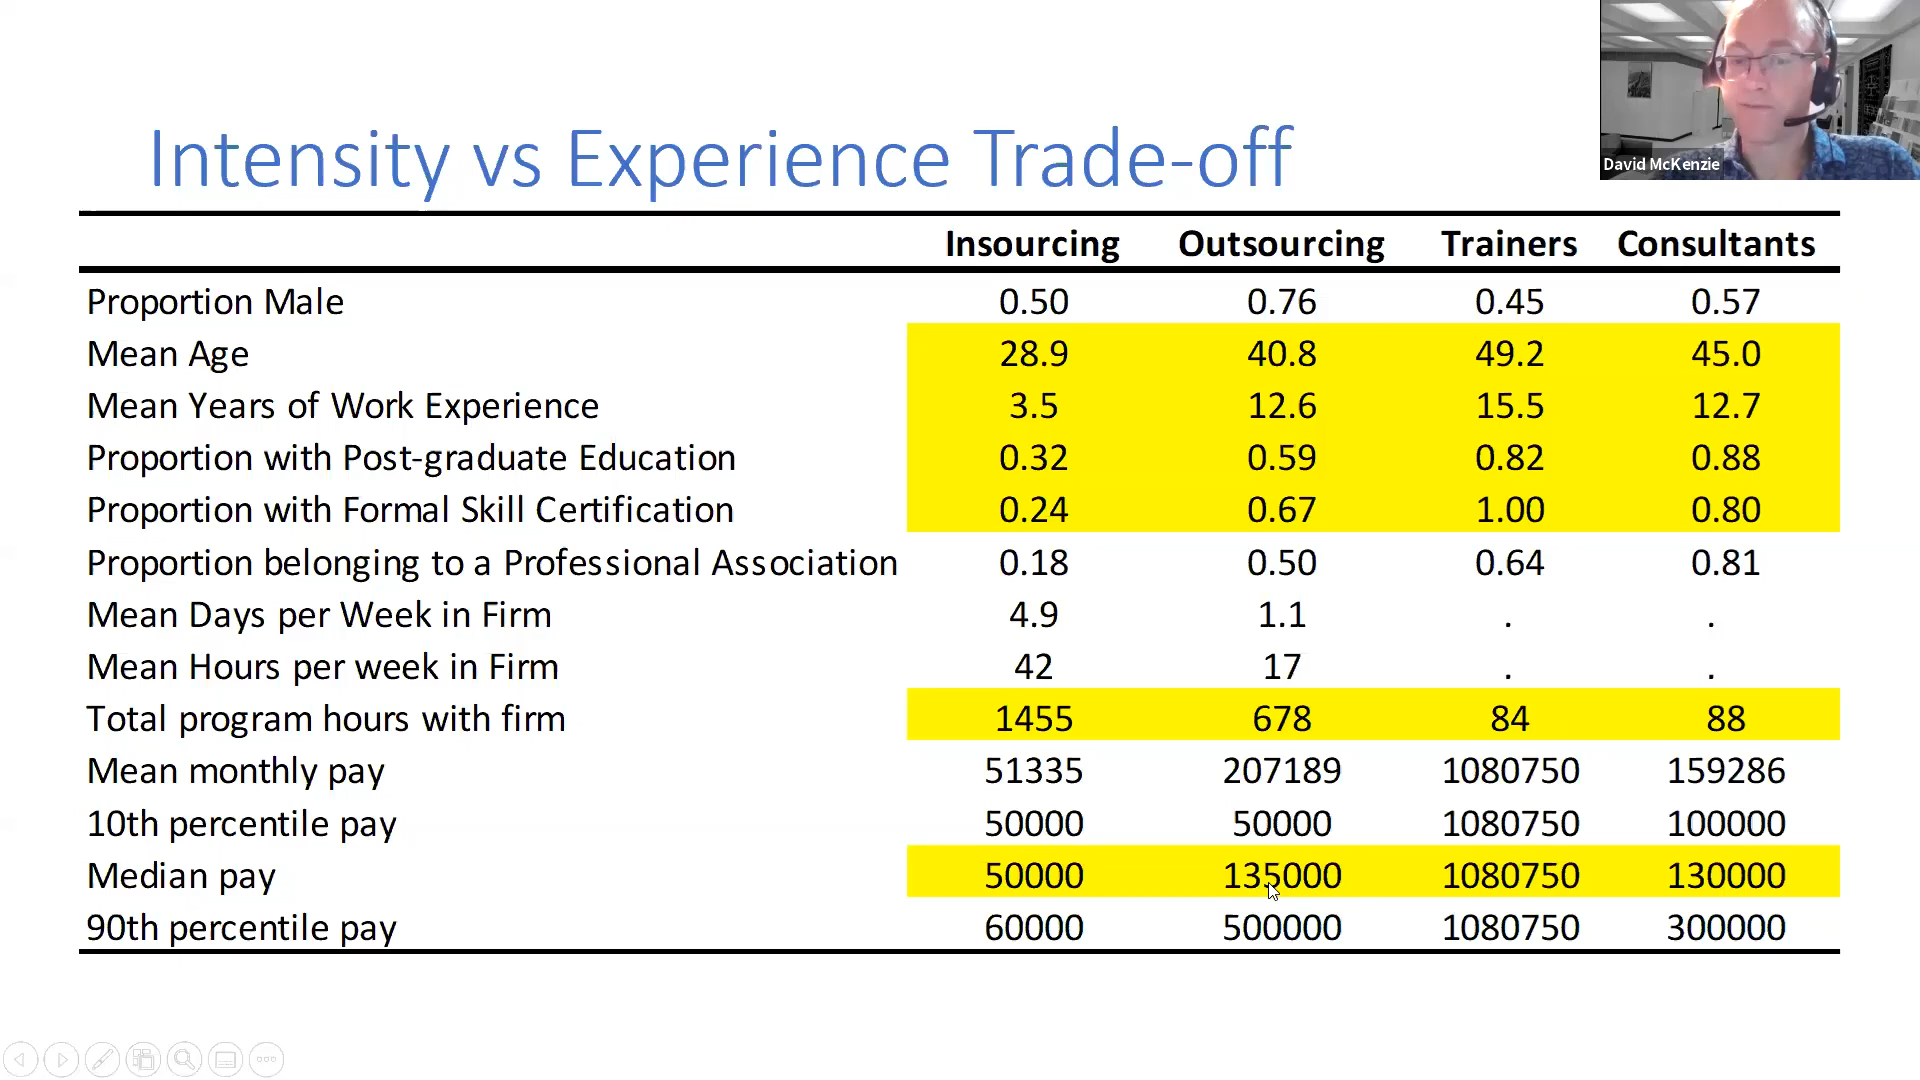 David McKenzie
Intensity vs Experience Trade-off
Insourcing Outsourcing Trainers Consultants
Proportion Male 0.50 0.76 0.45 0.57
Mean Age 28.9 40.8 49.2 45.0
Mean Years of Work Experience 3.5 12.6 15.5 12.7
Proportion with Post-graduate Education 0.32 0.59 0.82 0.88
Proportion with Formal Skill Certification 0.24 0.67 1.00 0.80
Proportion belonging to a Professional Association 0.18 0.50 0.64 0.81
Mean Days per Week in Firm 4.9 1.1 . .
Mean Hours per week in Firm 42 17 . .
Total program hours with firm 1455 678 84 88
Mean monthly pay 51335 207189 1080750 159286
10th percentile pay 50000 50000 1080750 100000
Median pay 50000 135000 1080750 130000
90th percentile pay 60000 500000 1080750 300000